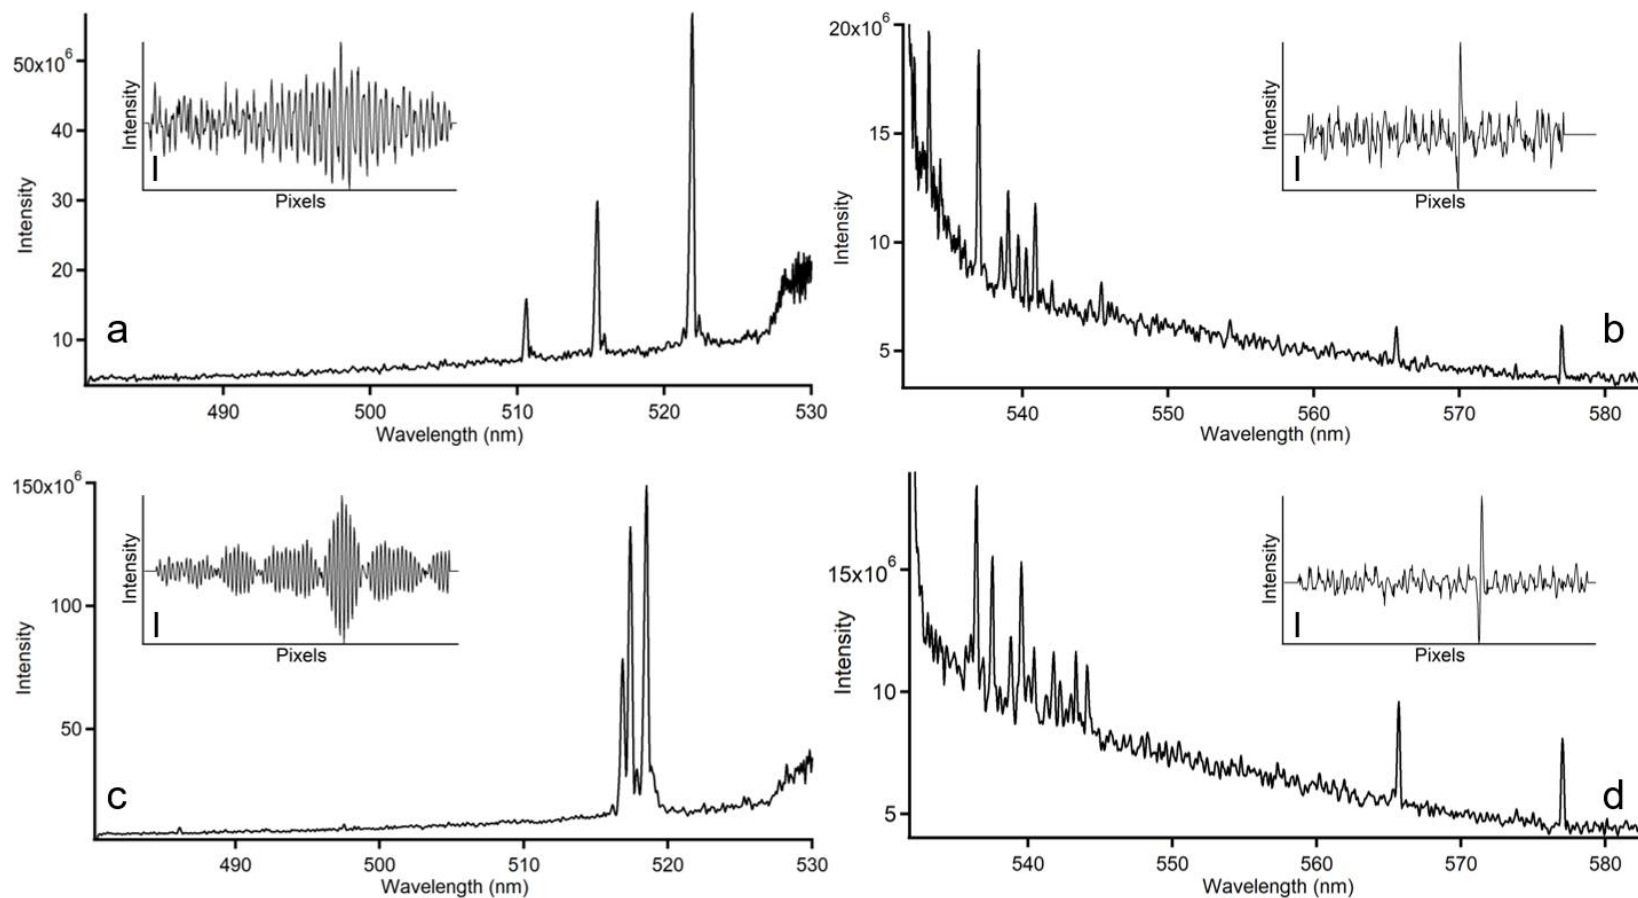 50x10^6
40
30
20
10
Intensity
490 500 510 520 530
Wavelength (nm)
a
Intensity
Pixels
20x10^6
15
10
5
Intensity
540 550 560 570 580
Wavelength (nm)
b
Intensity
Pixels
150x10^6
100
50
Intensity
490 500 510 520 530
Wavelength (nm)
c
Intensity
Pixels
15x10^6
10
5
Intensity
540 550 560 570 580
Wavelength (nm)
d
Intensity
Pixels